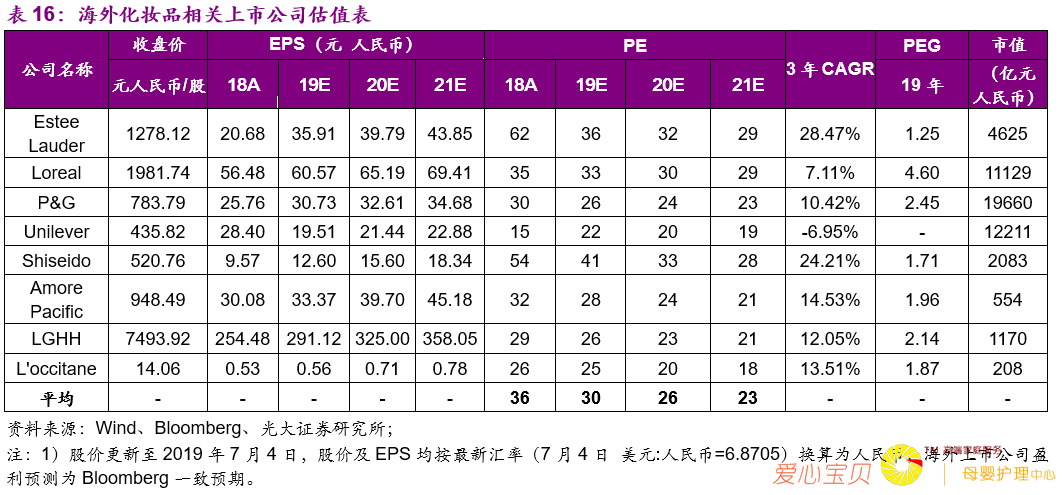 表 16：海外化妆品相关上市公司估值表
公司名称 收盘价 EPS（元 人民币） PE 3 年 CAGR PEG 市值
元人民币/股 18A 19E 20E 21E 18A 19E 20E 21E 19 年 （亿元人民币）
Estee Lauder 1278.12 20.68 35.91 39.79 43.85 62 36 32 29 28.47% 1.25 4625
Loreal 1981.74 56.48 60.57 65.19 69.41 35 33 30 29 7.11% 4.60 11129
P&G 783.79 25.76 30.73 32.61 34.68 30 26 24 23 10.42% 2.45 19660
Unilever 435.82 28.40 19.51 21.44 22.88 15 22 20 19 -6.95% - 12211
Shiseido 520.76 9.57 12.60 15.60 18.34 54 41 33 28 24.21% 1.71 2083
Amore Pacific 948.49 30.08 33.37 39.70 45.18 32 28 24 21 14.53% 1.96 554
LGHH 7493.92 254.48 291.12 325.00 358.05 29 26 23 21 12.05% 2.14 1170
L'occitane 14.06 0.53 0.56 0.71 0.78 26 25 20 18 13.51% 1.87 208
平均 - - - - - 36 30 26 23 - - -
资料来源：Wind、Bloomberg、光大证券研究所；
注：1）股价更新至 2019 年 7 月 4 日，股价及 EPS 均按最新汇率（7 月 4 日 美元:人民币=6.8705）换算为人民币，海外上市公司盈
利预测为 Bloomberg 一致预期。
爱心宝贝
高端家庭服务
母婴护理中心